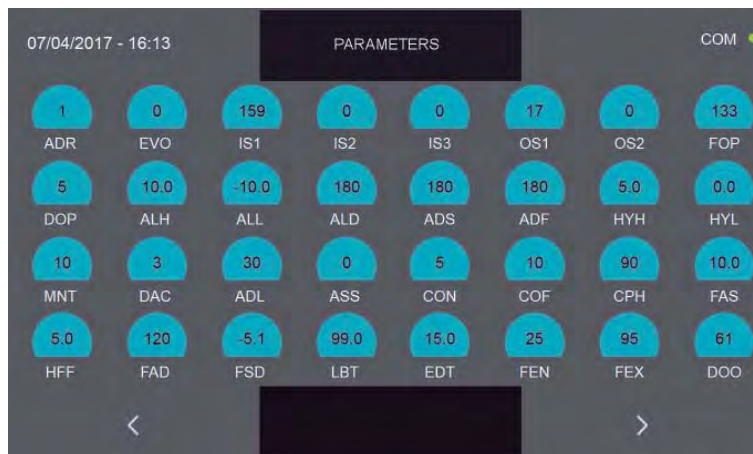 07/04/2017 - 16:13 PARAMETERS COM
1 0 159 0 0 17 0 133
ADR EVO IS1 IS2 IS3 OS1 OS2 FOP
5 10.0 -10.0 180 180 180 5.0 0.0
DOP ALH ALL ALD ADS ADF HYH HYL
10 3 30 0 5 10 90 10.0
MNT DAC ADL ASS CON COF CPH FAS
5.0 120 -5.1 99.0 15.0 25 95 61
HFF FAD FSD LBT EDT FEN FEX DOO
< >